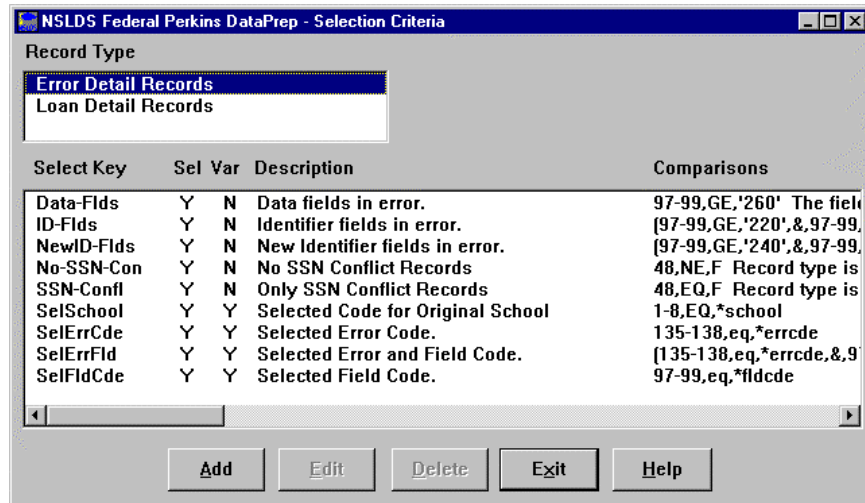 NSLDS Federal Perkins DataPrep - Selection Criteria
Record Type
Error Detail Records
Loan Detail Records
Select Key Sel Var Description Comparisons
Data-Flds Y N Data fields in error. 97-99,GE,'260' The field
ID-Flds Y N Identifier fields in error. (97-99,GE,'220',&,97-99,
NewID-Flds Y N New Identifier fields in error. (97-99,GE,'240',&,97-99,
No-SSN-Con Y N No SSN Conflict Records 48,NE,F Record type is
SSN-Confl Y N Only SSN Conflict Records 48,EQ,F Record type is
SelSchool Y Y Selected Code for Original School 1-8,EQ,*school
SelErrCde Y Y Selected Error Code. 135-138,eq,*errcde
SelErrFld Y Y Selected Error and Field Code. (135-138,eq,*errcde,&,9
SelFldCde Y Y Selected Field Code. 97-99,eq,*fldcde
Add Edit Delete Exit Help